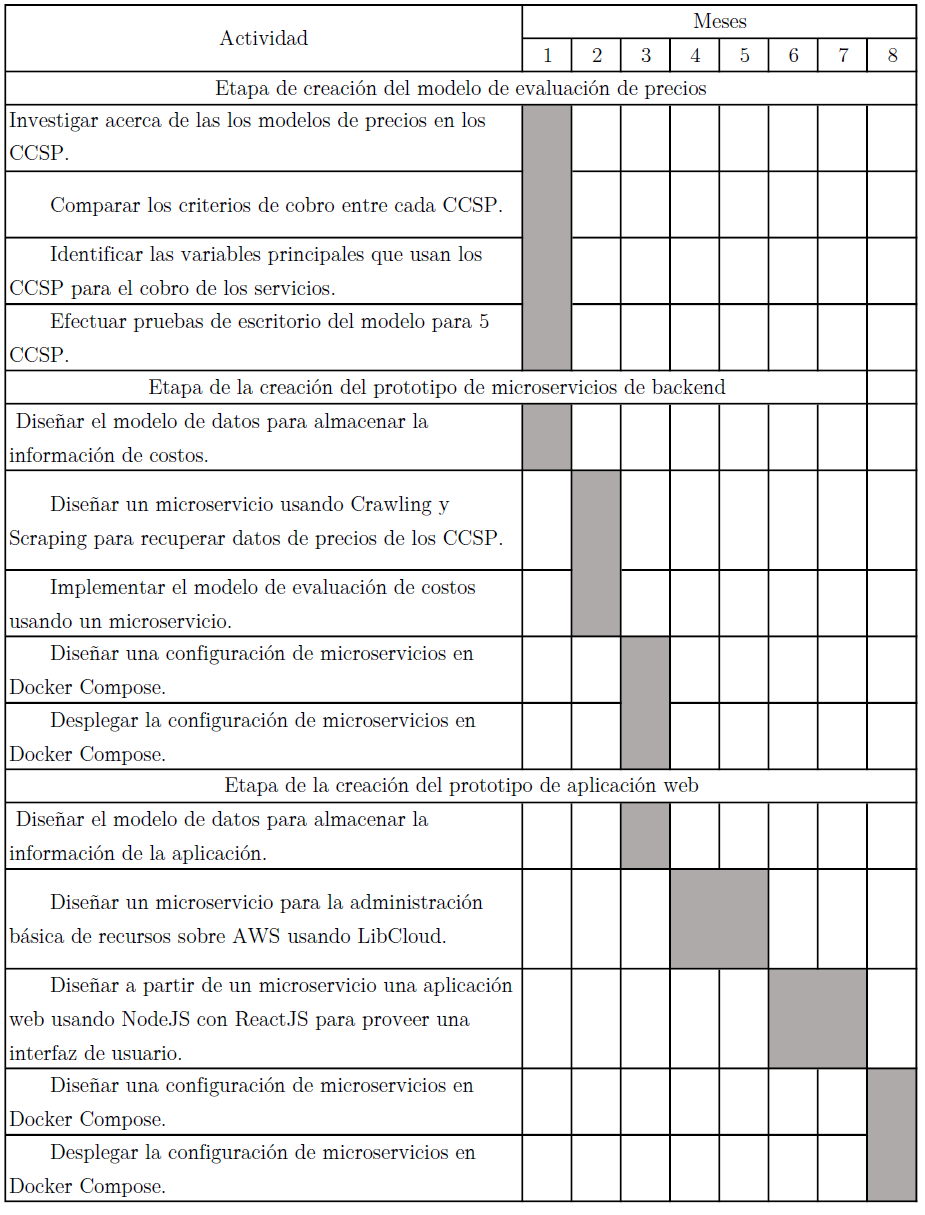 Actividad
Meses
1 2 3 4 5 6 7 8
Etapa de creación del modelo de evaluación de precios
Investigar acerca de las los modelos de precios en los
CCSP.
Comparar los criterios de cobro entre cada CCSP.
Identificar las variables principales que usan los
CCSP para el cobro de los servicios.
Efectuar pruebas de escritorio del modelo para 5
CCSP.
Etapa de la creación del prototipo de microservicios de backend
Diseñar el modelo de datos para almacenar la
información de costos.
Diseñar un microservicio usando Crawling y
Scraping para recuperar datos de precios de los CCSP.
Implementar el modelo de evaluación de costos
usando un microservicio.
Diseñar una configuración de microservicios en
Docker Compose.
Desplegar la configuración de microservicios en
Docker Compose.
Etapa de la creación del prototipo de aplicación web
Diseñar el modelo de datos para almacenar la
información de la aplicación.
Diseñar un microservicio para la administración
básica de recursos sobre AWS usando LibCloud.
Diseñar a partir de un microservicio una aplicación
web usando NodeJS con ReactJS para proveer una
interfaz de usuario.
Diseñar una configuración de microservicios en
Docker Compose.
Desplegar la configuración de microservicios en
Docker Compose.